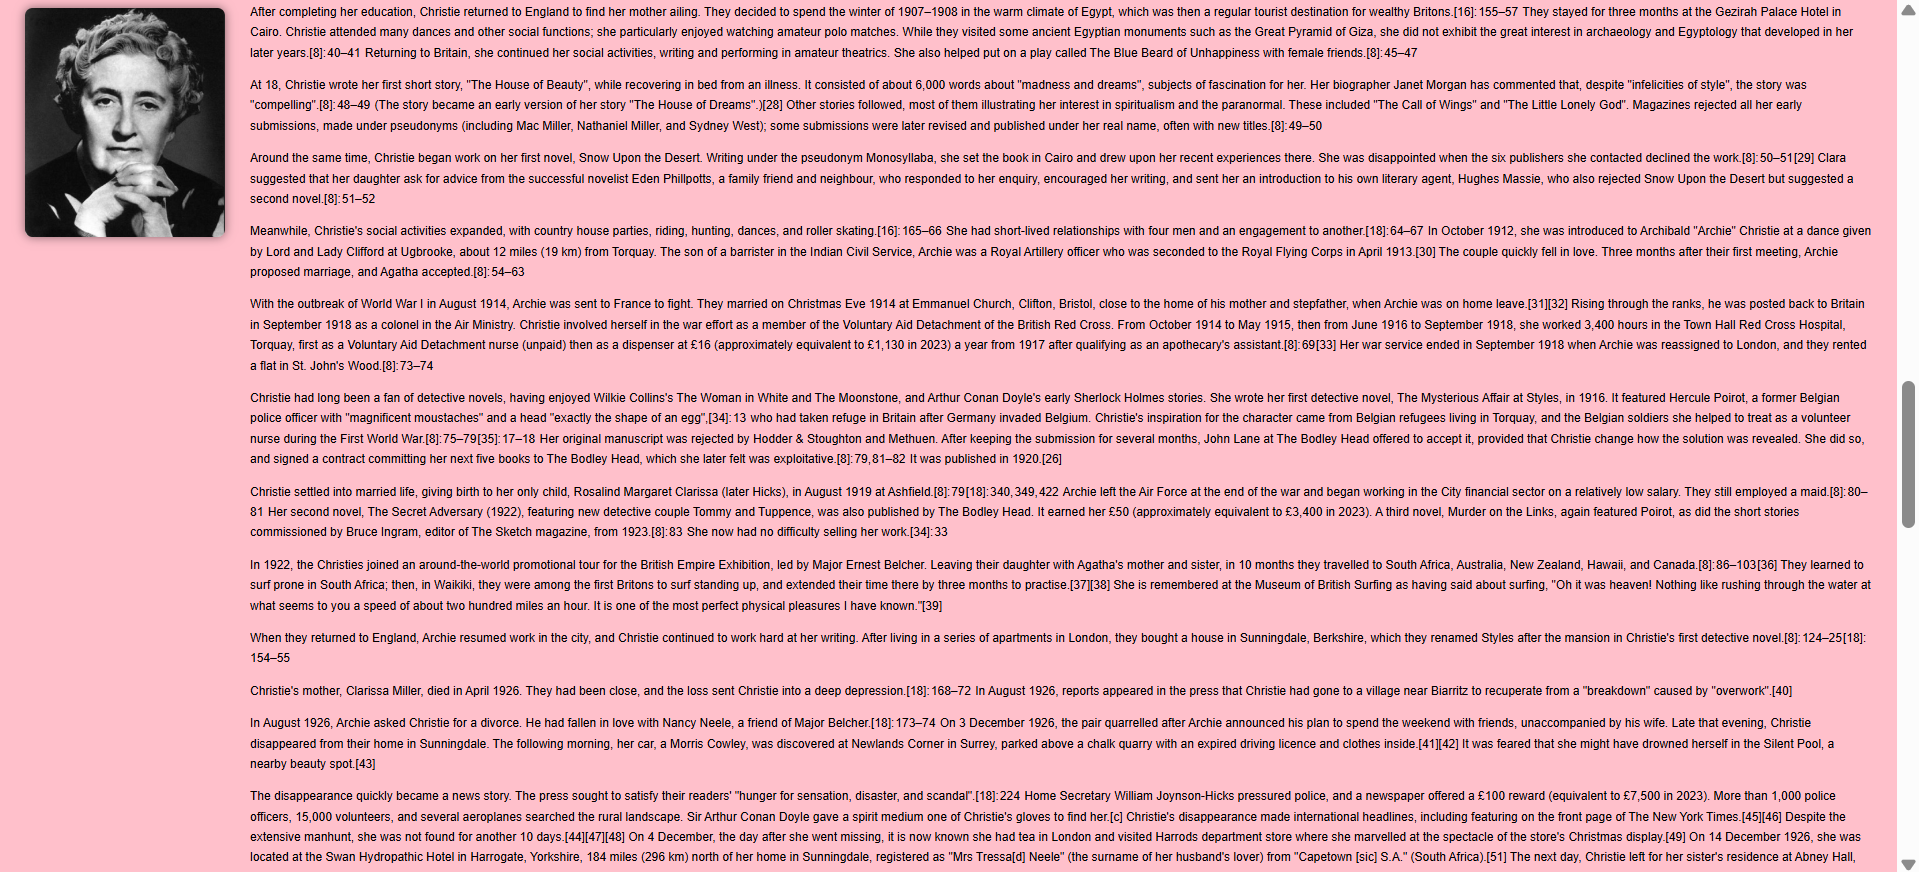 After completing her education, Christie returned to England to find her mother ailing. They decided to spend the winter of 1907–1908 in the warm climate of Egypt, which was then a regular tourist destination for wealthy Britons.[16]:155–57 They stayed for three months at the Gezirah Palace Hotel in
Cairo. Christie attended many dances and other social functions; she particularly enjoyed watching amateur polo matches. While they visited some ancient Egyptian monuments such as the Great Pyramid of Giza, she did not exhibit the great interest in archaeology and Egyptology that developed in her
later years.[8]:40–41 Returning to Britain, she continued her social activities, writing and performing in amateur theatrics. She also helped put on a play called The Blue Beard of Unhappiness with female friends.[8]:45–47
At 18, Christie wrote her first short story, "The House of Beauty", while recovering in bed from an illness. It consisted of about 6,000 words about "madness and dreams", subjects of fascination for her. Her biographer Janet Morgan has commented that, despite "infelicities of style", the story was
"compelling".[8]:48–49 (The story became an early version of her story "The House of Dreams".)[28] Other stories followed, most of them illustrating her interest in spiritualism and the paranormal. These included "The Call of Wings" and "The Little Lonely God". Magazines rejected all her early
submissions, made under pseudonyms (including Mac Miller, Nathaniel Miller, and Sydney West); some submissions were later revised and published under her real name, often with new titles.[8]:49–50
Around the same time, Christie began work on her first novel, Snow Upon the Desert. Writing under the pseudonym Monosyllaba, she set the book in Cairo and drew upon her recent experiences there. She was disappointed when the six publishers she contacted declined the work.[8]:50–51[29] Clara
suggested that her daughter ask for advice from the successful novelist Eden Phillpotts, a family friend and neighbour, who responded to her enquiry, encouraged her writing, and sent her an introduction to his own literary agent, Hughes Massie, who also rejected Snow Upon the Desert but suggested a
second novel.[8]:51–52
Meanwhile, Christie's social activities expanded, with country house parties, riding, hunting, dances, and roller skating.[16]:165–66 She had short-lived relationships with four men and an engagement to another.[18]:64–67 In October 1912, she was introduced to Archibald "Archie" Christie at a dance given
by Lord and Lady Clifford at Ugbrooke, about 12 miles (19 km) from Torquay. The son of a barrister in the Indian Civil Service, Archie was a Royal Artillery officer who was seconded to the Royal Flying Corps in April 1913.[30] The couple quickly fell in love. Three months after their first meeting, Archie
proposed marriage, and Agatha accepted.[8]:54–63
With the outbreak of World War I in August 1914, Archie was sent to France to fight. They married on Christmas Eve 1914 at Emmanuel Church, Clifton, Bristol, close to the home of his mother and stepfather, when Archie was on home leave.[31][32] Rising through the ranks, he was posted back to Britain
in September 1918 as a colonel in the Air Ministry. Christie involved herself in the war effort as a member of the Voluntary Aid Detachment of the British Red Cross. From October 1914 to May 1915, then from June 1916 to September 1918, she worked 3,400 hours in the Town Hall Red Cross Hospital,
Torquay, first as a Voluntary Aid Detachment nurse (unpaid) then as a dispenser at £16 (approximately equivalent to £1,130 in 2023) a year from 1917 after qualifying as an apothecary's assistant.[8]:69[33] Her war service ended in September 1918 when Archie was reassigned to London, and they rented
a flat in St. John's Wood.[8]:73–74
Christie had long been a fan of detective novels, having enjoyed Wilkie Collins's The Woman in White and The Moonstone, and Arthur Conan Doyle's early Sherlock Holmes stories. She wrote her first detective novel, The Mysterious Affair at Styles, in 1916. It featured Hercule Poirot, a former Belgian
police officer with "magnificent moustaches" and a head "exactly the shape of an egg",[34]:13 who had taken refuge in Britain after Germany invaded Belgium. Christie's inspiration for the character came from Belgian refugees living in Torquay, and the Belgian soldiers she helped to treat as a volunteer
nurse during the First World War.[8]:75–79[35]:17–18 Her original manuscript was rejected by Hodder & Stoughton and Methuen. After keeping the submission for several months, John Lane at The Bodley Head offered to accept it, provided that Christie change how the solution was revealed. She did so,
and signed a contract committing her next five books to The Bodley Head, which she later felt was exploitative.[8]:79,81–82 It was published in 1920.[26]
Christie settled into married life, giving birth to her only child, Rosalind Margaret Clarissa (later Hicks), in August 1919 at Ashfield.[8]:79[18]:340,349,422 Archie left the Air Force at the end of the war and began working in the City financial sector on a relatively low salary. They still employed a maid.[8]:80–
81 Her second novel, The Secret Adversary (1922), featuring new detective couple Tommy and Tuppence, was also published by The Bodley Head. It earned her £50 (approximately equivalent to £3,400 in 2023). A third novel, Murder on the Links, again featured Poirot, as did the short stories
commissioned by Bruce Ingram, editor of The Sketch magazine, from 1923.[8]:83 She now had no difficulty selling her work.[34]:33
In 1922, the Christies joined an around-the-world promotional tour for the British Empire Exhibition, led by Major Ernest Belcher. Leaving their daughter with Agatha's mother and sister, in 10 months they travelled to South Africa, Australia, New Zealand, Hawaii, and Canada.[8]:86–103[36] They learned to
surf prone in South Africa; then, in Waikiki, they were among the first Britons to surf standing up, and extended their time there by three months to practise.[37][38] She is remembered at the Museum of British Surfing as having said about surfing, "Oh it was heaven! Nothing like rushing through the water at
what seems to you a speed of about two hundred miles an hour. It is one of the most perfect physical pleasures I have known."[39]
When they returned to England, Archie resumed work in the city, and Christie continued to work hard at her writing. After living in a series of apartments in London, they bought a house in Sunningdale, Berkshire, which they renamed Styles after the mansion in Christie's first detective novel.[8]:124–25[18]:
154–55
Christie's mother, Clarissa Miller, died in April 1926. They had been close, and the loss sent Christie into a deep depression.[18]:168–72 In August 1926, reports appeared in the press that Christie had gone to a village near Biarritz to recuperate from a "breakdown" caused by "overwork".[40]
In August 1926, Archie asked Christie for a divorce. He had fallen in love with Nancy Neele, a friend of Major Belcher.[18]:173–74 On 3 December 1926, the pair quarrelled after Archie announced his plan to spend the weekend with friends, unaccompanied by his wife. Late that evening, Christie
disappeared from their home in Sunningdale. The following morning, her car, a Morris Cowley, was discovered at Newlands Corner in Surrey, parked above a chalk quarry with an expired driving licence and clothes inside.[41][42] It was feared that she might have drowned herself in the Silent Pool, a
nearby beauty spot.[43]
The disappearance quickly became a news story. The press sought to satisfy their readers' "hunger for sensation, disaster, and scandal".[18]:224 Home Secretary William Joynson-Hicks pressured police, and a newspaper offered a £100 reward (equivalent to £7,500 in 2023). More than 1,000 police
officers, 15,000 volunteers, and several aeroplanes searched the rural landscape. Sir Arthur Conan Doyle gave a spirit medium one of Christie's gloves to find her.[c] Christie's disappearance made international headlines, including featuring on the front page of The New York Times.[45][46] Despite the
extensive manhunt, she was not found for another 10 days.[44][47][48] On 4 December, the day after she went missing, it is now known she had tea in London and visited Harrods department store where she marvelled at the spectacle of the store's Christmas display.[49] On 14 December 1926, she was
located at the Swan Hydropathic Hotel in Harrogate, Yorkshire, 184 miles (296 km) north of her home in Sunningdale, registered as "Mrs Tressa[d] Neele" (the surname of her husband's lover) from "Capetown [sic] S.A." (South Africa).[51] The next day, Christie left for her sister's residence at Abney Hall,